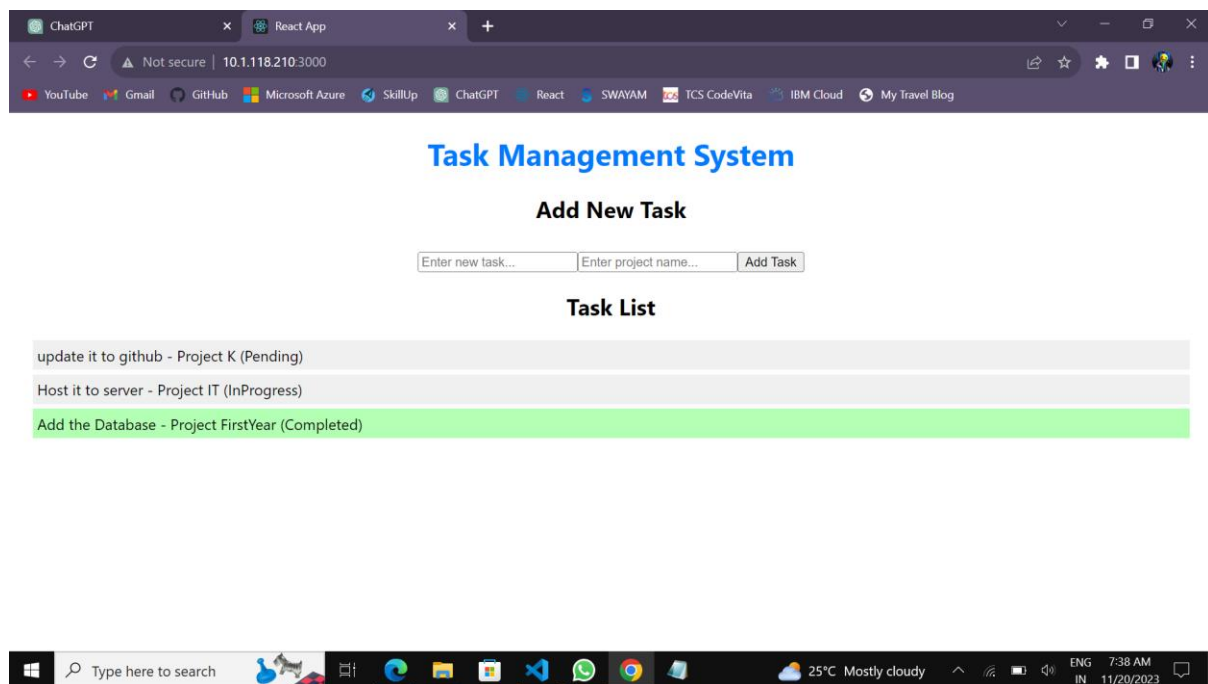 ChatGPT React App
Not secure | 10.1.118.210:3000
YouTube Gmail GitHub Microsoft Azure SkillUp ChatGPT React SWAYAM TCS CodeVita IBM Cloud My Travel Blog
Task Management System
Add New Task
Enter new task... Enter project name... Add Task
Task List
update it to github - Project K (Pending)
Host it to server - Project IT (InProgress)
Add the Database - Project FirstYear (Completed)
Type here to search 25°C Mostly cloudy ENG 7:38 AM
IN 11/20/2023